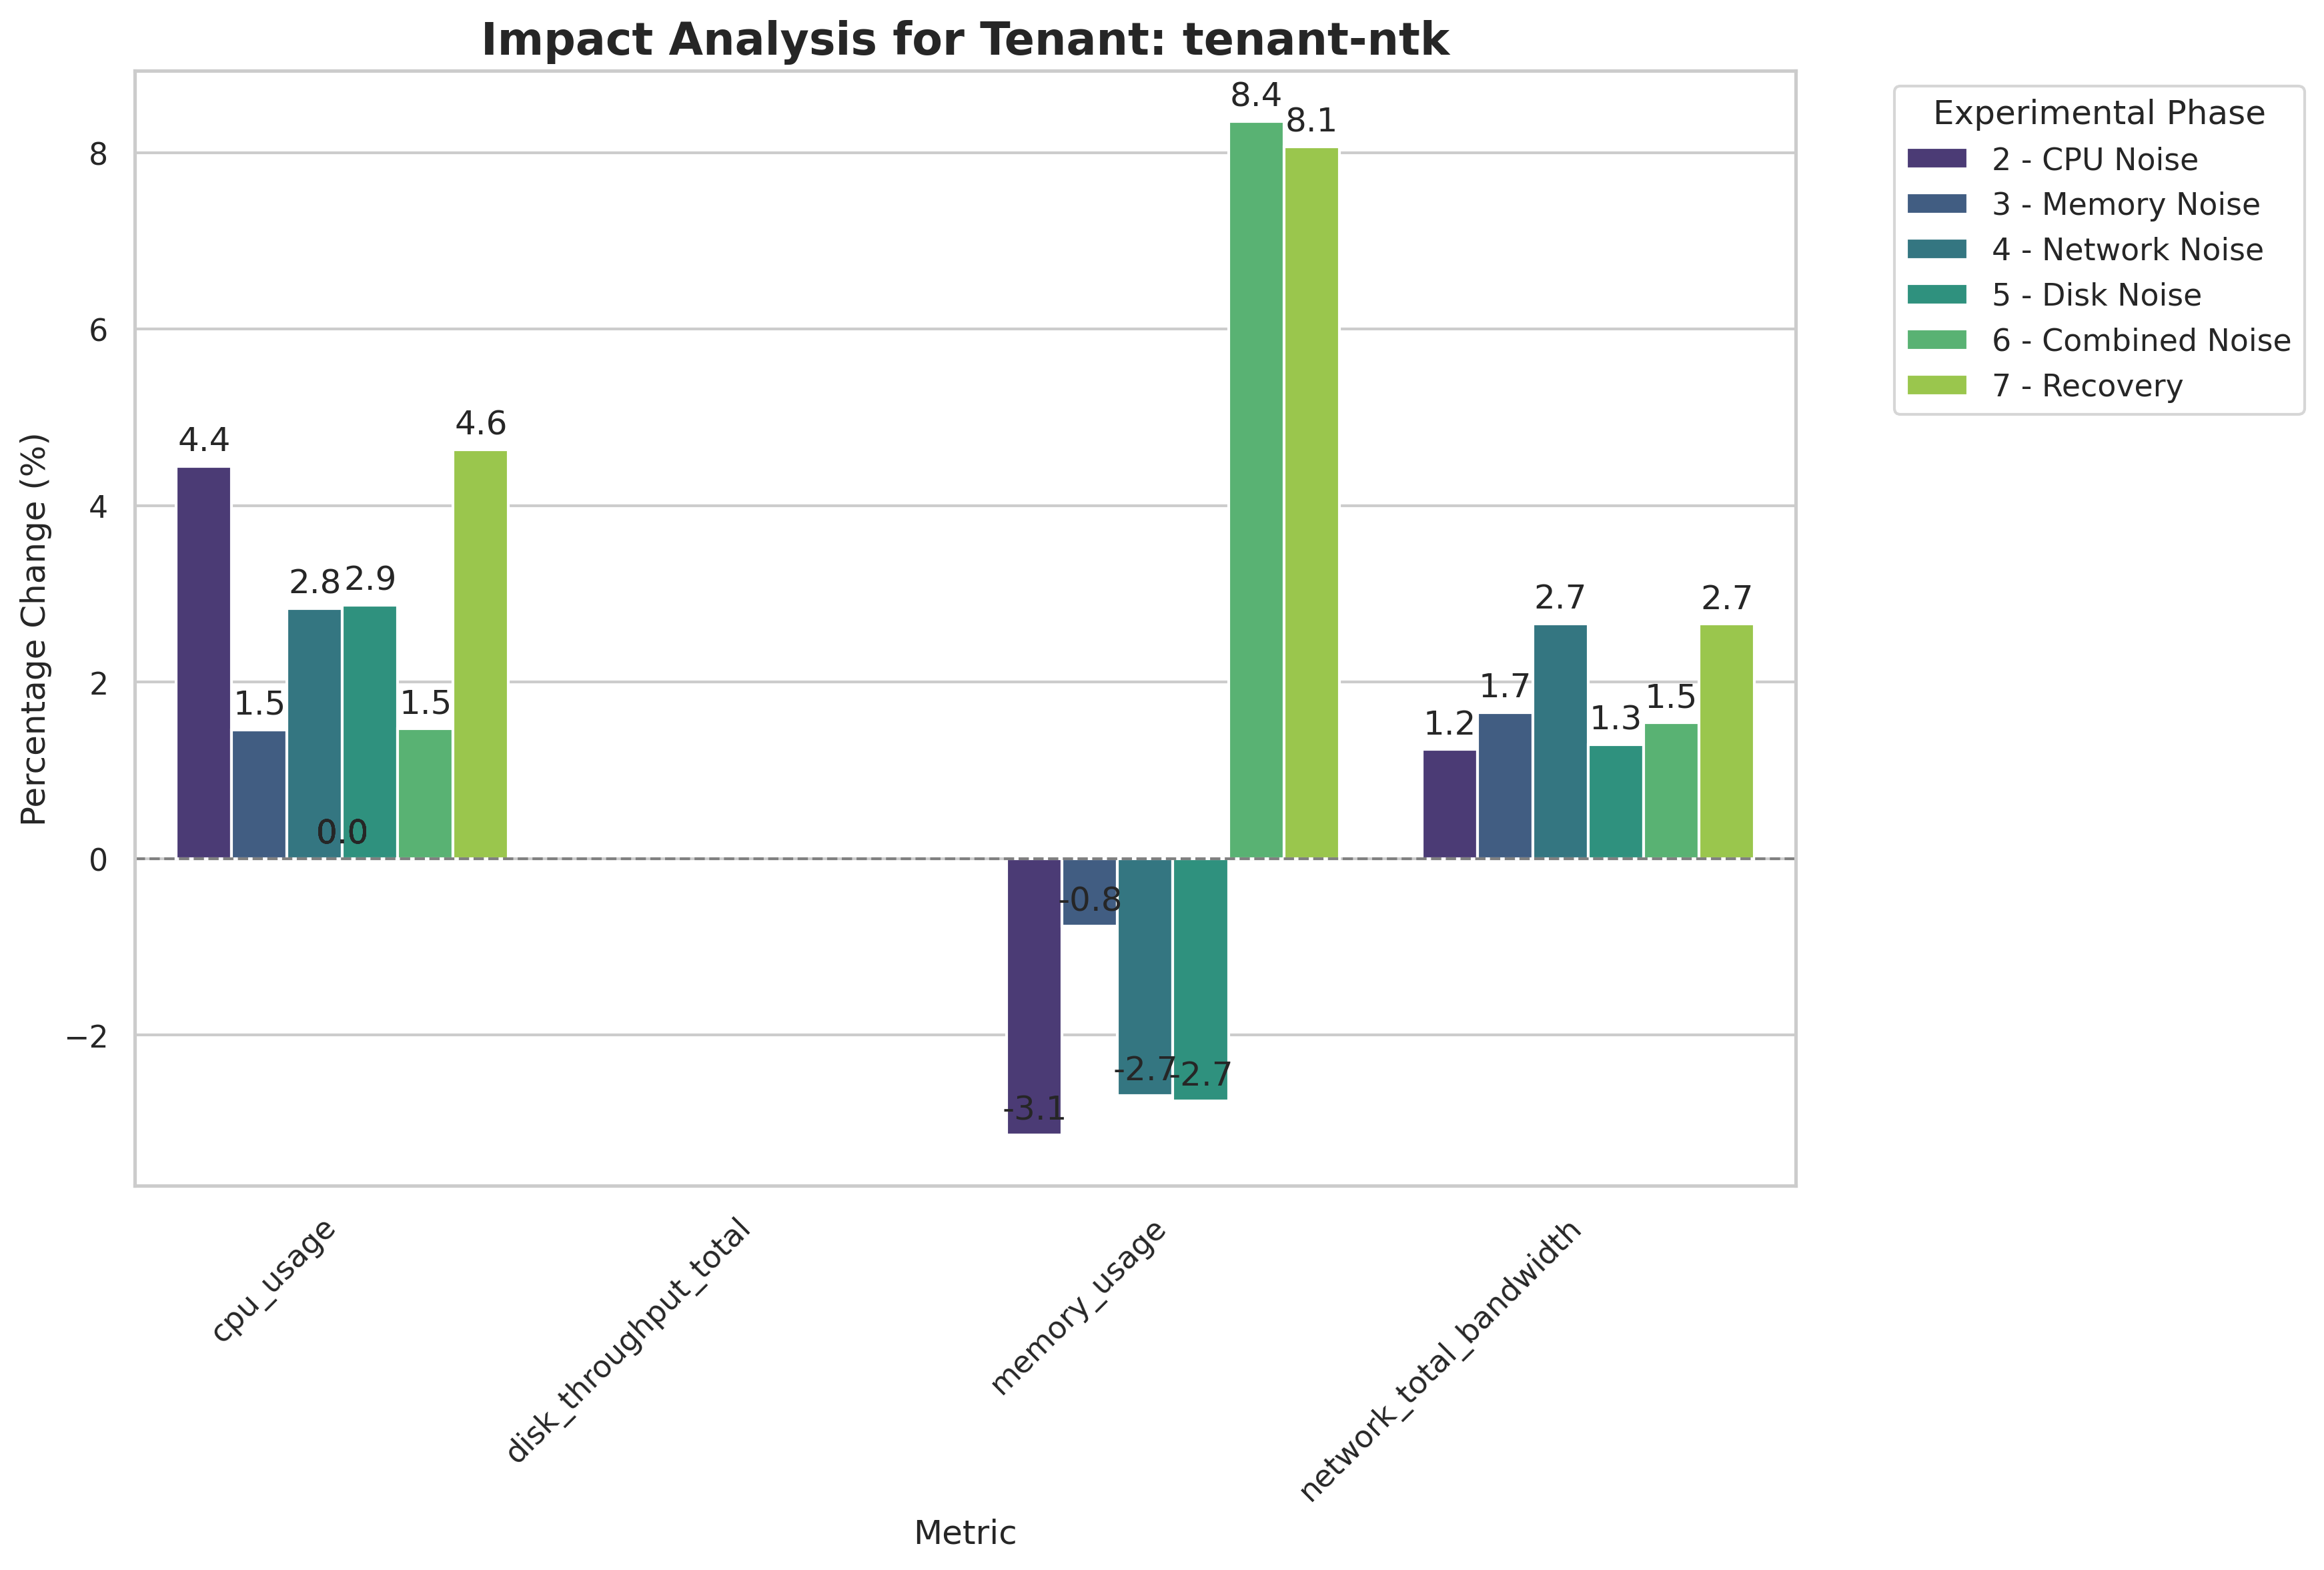 Impact Analysis for Tenant: tenant-ntk
Percentage Change (%)
8
6
4
2
0
−2
4.4
1.5
2.8
2.9
1.5
4.6
0.0
-3.1
-0.8
-2.7
-2.7
8.4
8.1
1.2
1.7
2.7
1.3
1.5
2.7
cpu_usage
disk_throughput_total
memory_usage
network_total_bandwidth
Metric
Experimental Phase
2 - CPU Noise
3 - Memory Noise
4 - Network Noise
5 - Disk Noise
6 - Combined Noise
7 - Recovery